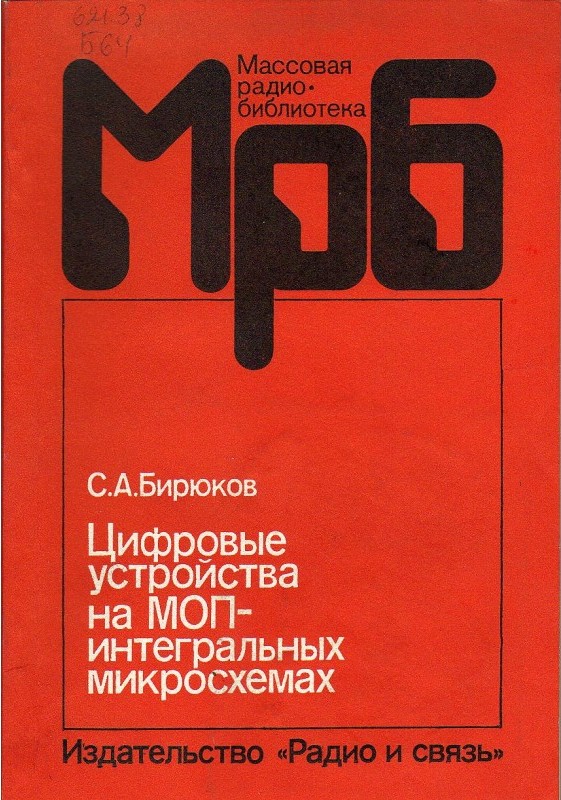 621.38
Б64
Массовая
радио•
библиотека
Мрб
С.А.Бирюков
Цифровые
устройства
на МОП-
интегральных
микросхемах
Издательство «Радио и связь»